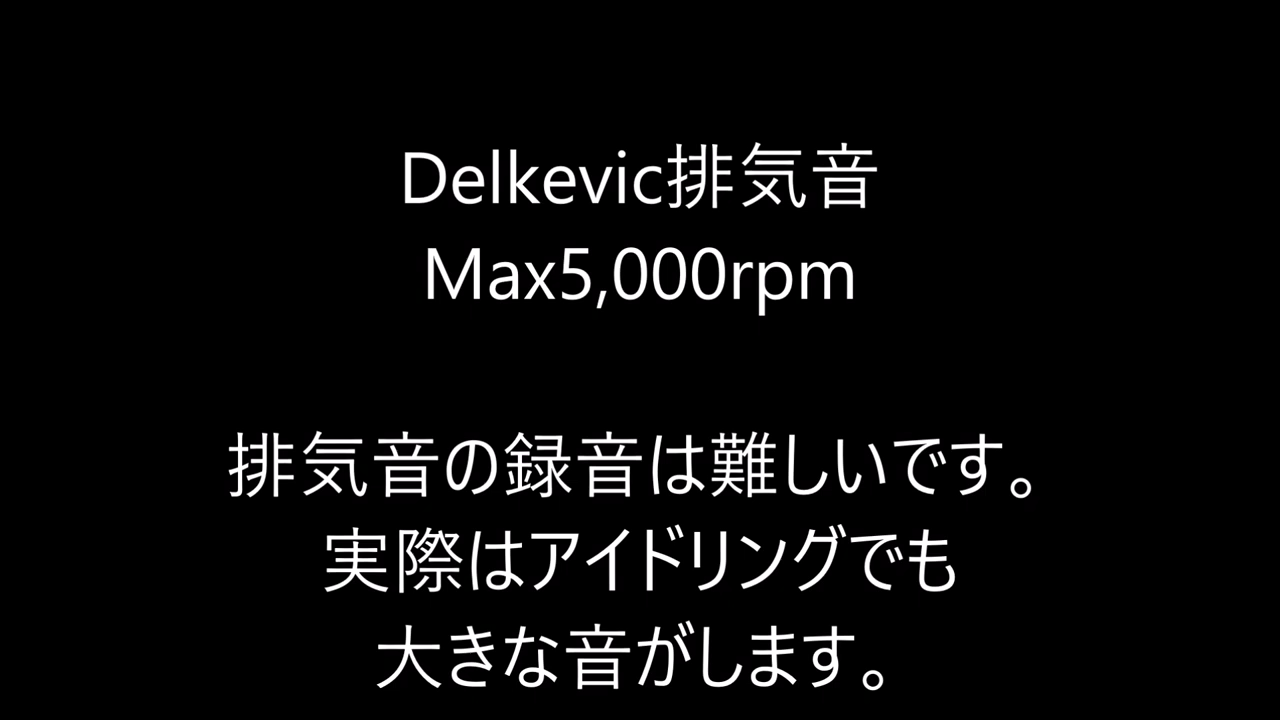 Delkevic排気音
Max5,000rpm
排気音の録音は難しいです。
実際はアイドリングでも
大きな音がします。